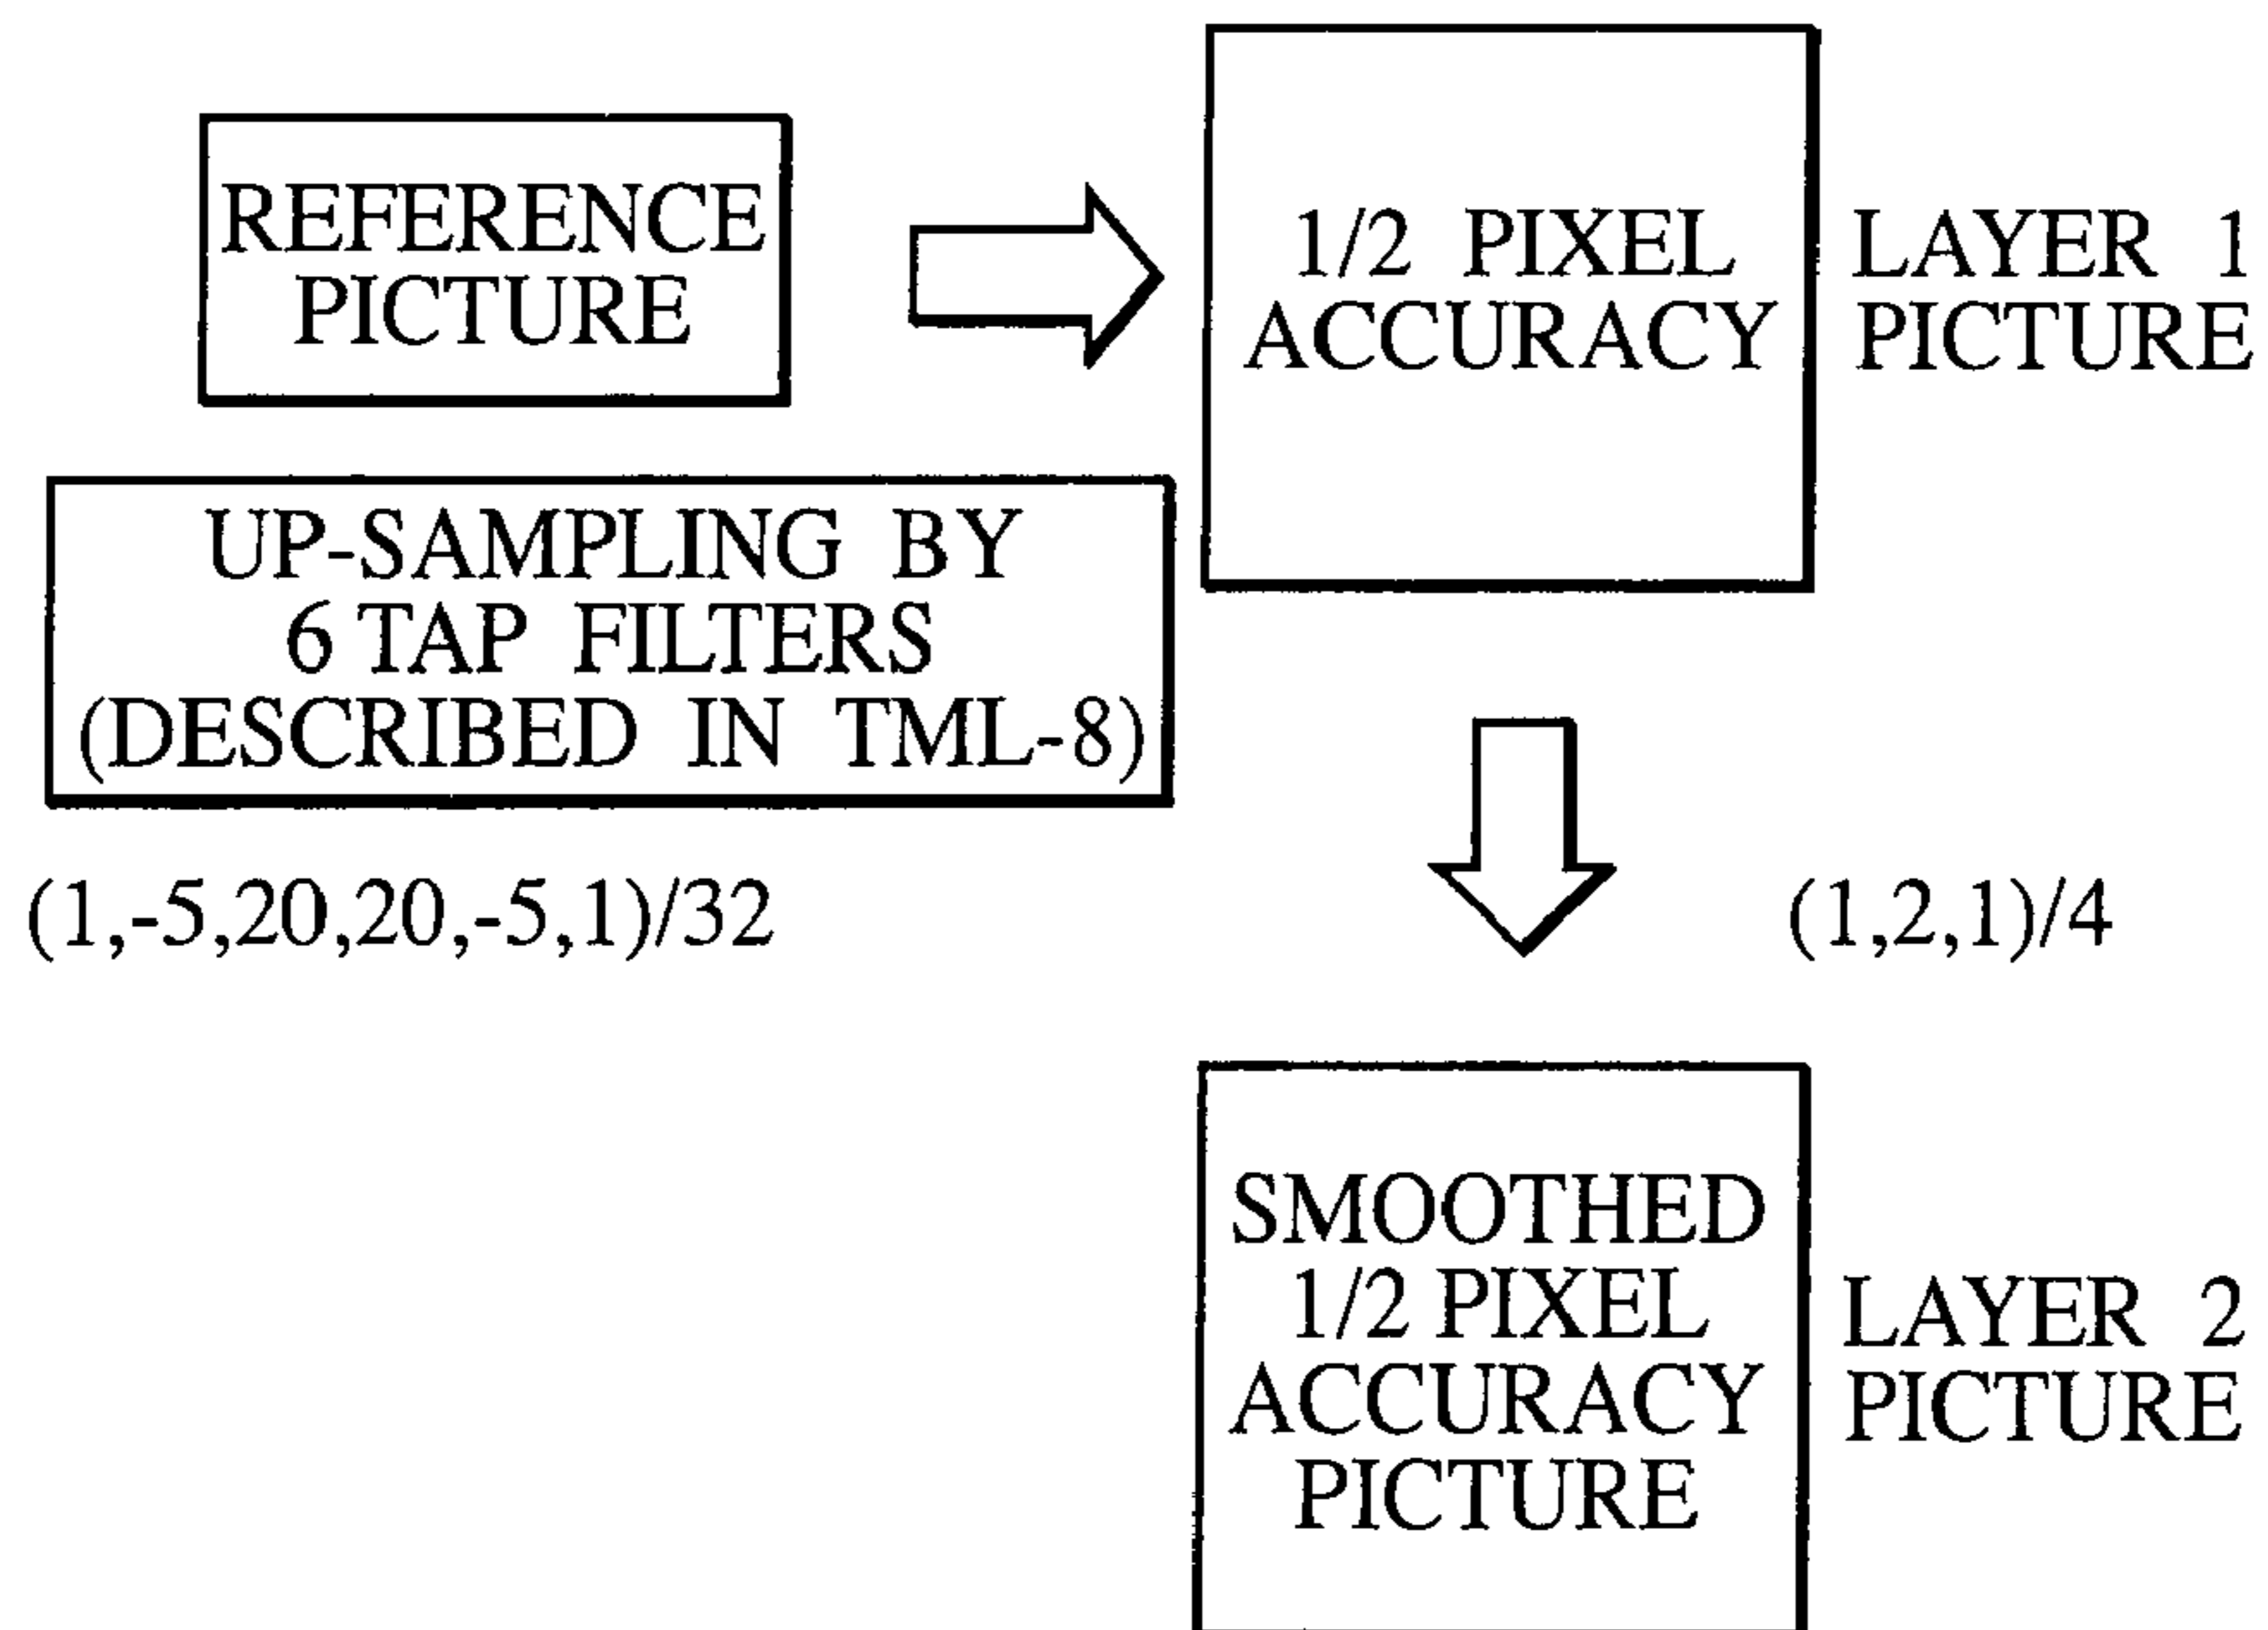 REFERENCE
PICTURE
1/2 PIXEL
ACCURACY
LAYER 1
PICTURE
UP-SAMPLING BY
6 TAP FILTERS
(DESCRIBED IN TML-8)
(1,-5,20,20,-5,1)/32
(1,2,1)/4
SMOOTHED
1/2 PIXEL
ACCURACY
PICTURE
LAYER 2
PICTURE